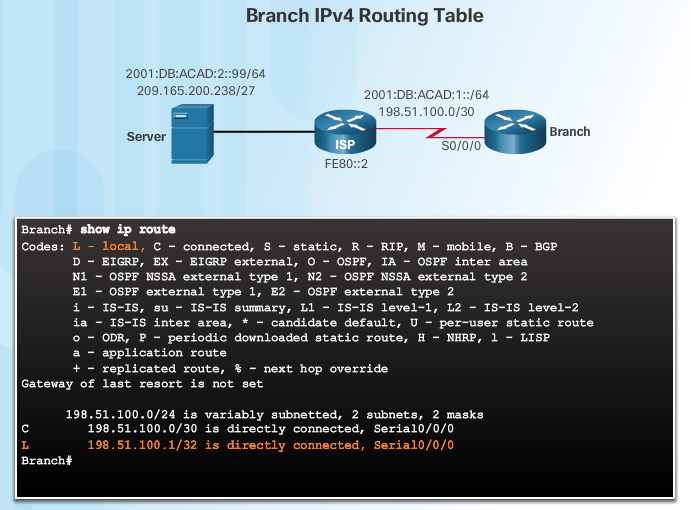 Branch IPv4 Routing Table
2001:DB:ACAD:2::99/64
209.165.200.238/27
2001:DB:ACAD:1::/64
198.51.100.0/30
Server
ISP
Branch
S0/0/0
FE80::2
Branch# show ip route
Codes: L - local, C - connected, S - static, R - RIP, M - mobile, B - BGP
D - EIGRP, EX - EIGRP external, O - OSPF, IA - OSPF inter area
N1 - OSPF NSSA external type 1, N2 - OSPF NSSA external type 2
E1 - OSPF external type 1, E2 - OSPF external type 2
i - IS-IS, su - IS-IS summary, L1 - IS-IS level-1, L2 - IS-IS level-2
ia - IS-IS inter area, * - candidate default, U - per-user static route
o - ODR, P - periodic downloaded static route, H - NHRP, l - LISP
a - application route
+ - replicated route, % - next hop override
Gateway of last resort is not set
198.51.100.0/24 is variably subnetted, 2 subnets, 2 masks
C 198.51.100.0/30 is directly connected, Serial0/0/0
L 198.51.100.1/32 is directly connected, Serial0/0/0
Branch#